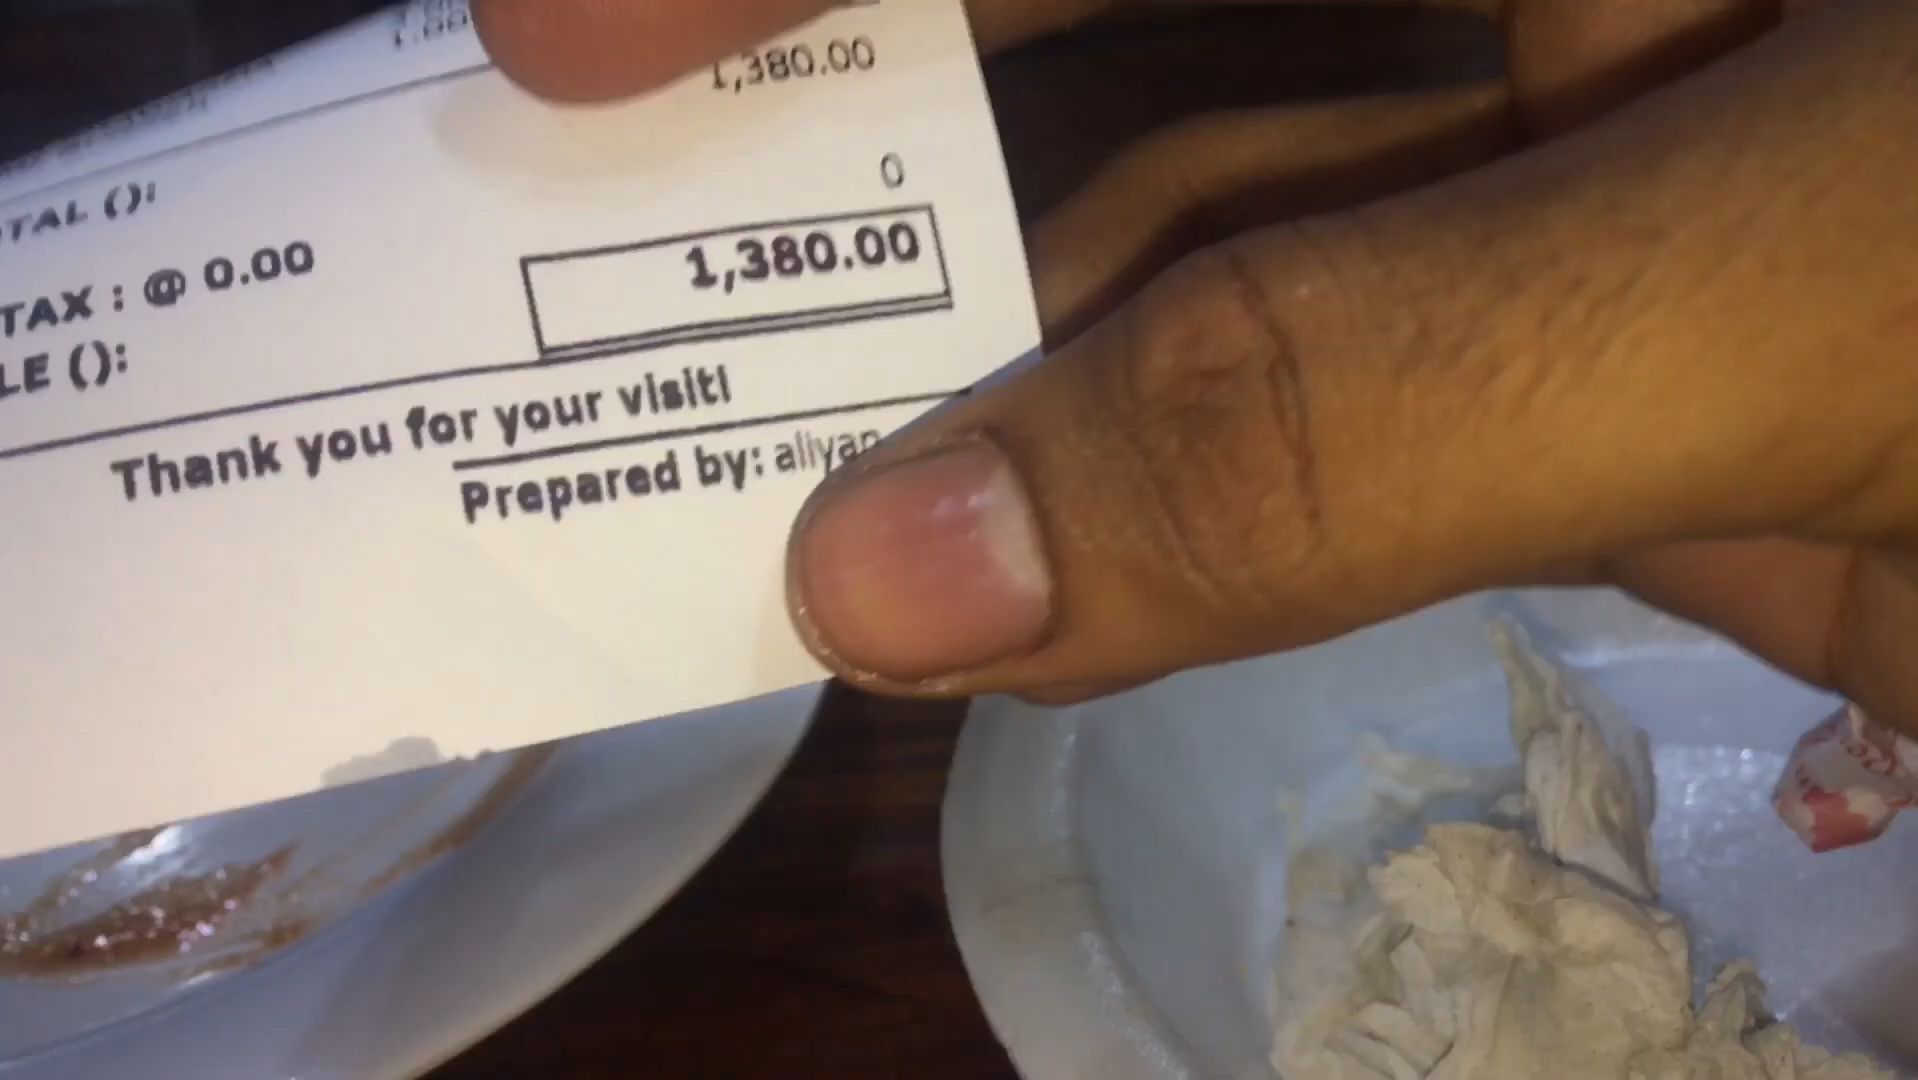 1,380.00
TAL ():
0
TAX : @ 0.00
1,380.00
LE ():
Thank you for your visit!
Prepared by: aliyan